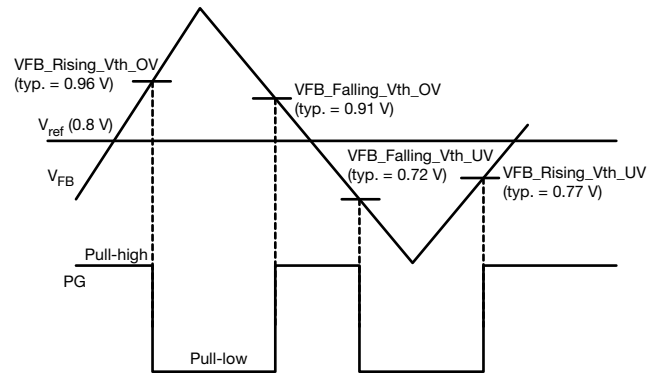 VFB_Rising_Vth_OV
(typ. = 0.96 V)
VFB_Falling_Vth_OV
(typ. = 0.91 V)
Vref (0.8 V)
VFB_Falling_Vth_UV
(typ. = 0.72 V)
VFB_Rising_Vth_UV
(typ. = 0.77 V)
VFB
Pull-high
PG
Pull-low